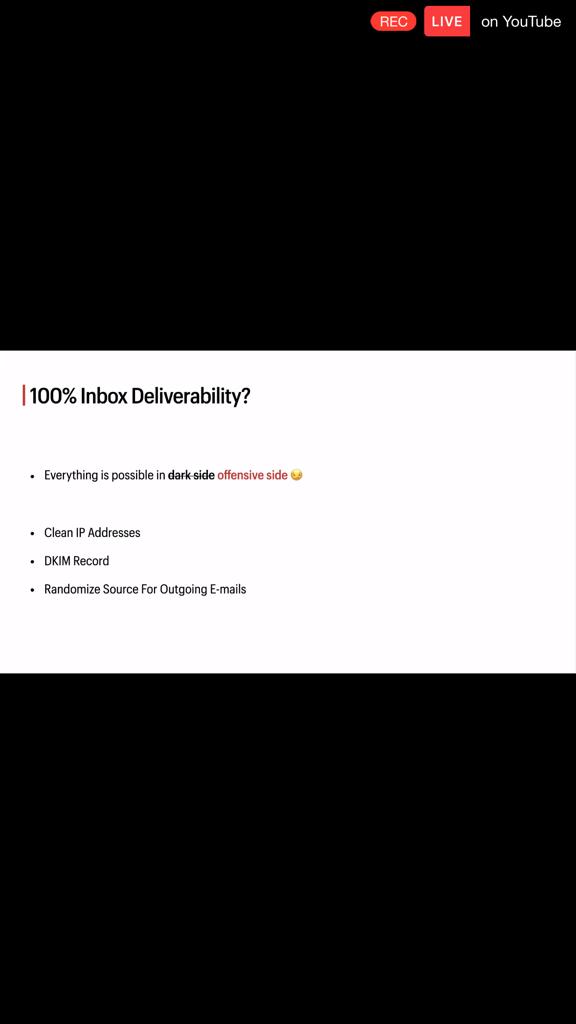 REC LIVE on YouTube
100% Inbox Deliverability?
• Everything is possible in dark side offensive side 😏
• Clean IP Addresses
• DKIM Record
• Randomize Source For Outgoing E-mails